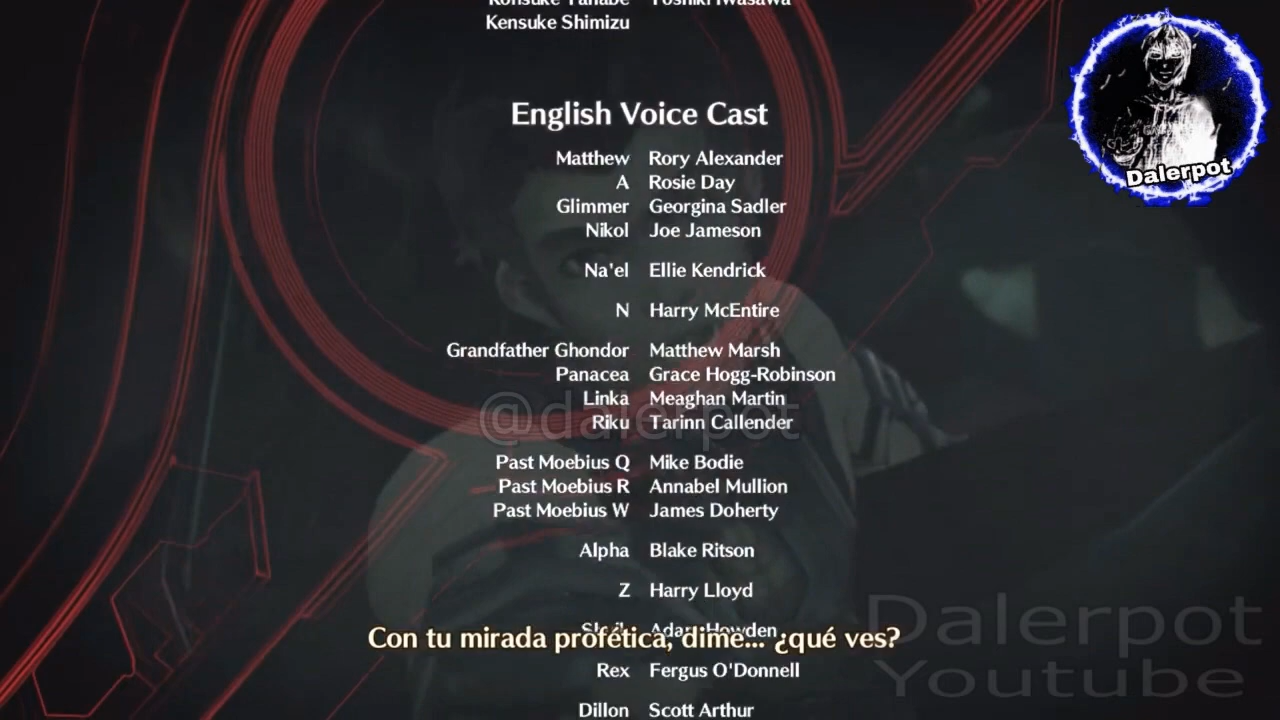 Kensuke Shimizu
English Voice Cast
Matthew Rory Alexander
A Rosie Day
Glimmer Georgina Sadler
Nikol Joe Jameson
Na'el Ellie Kendrick
N Harry McEntire
Grandfather Ghondor Matthew Marsh
Panacea Grace Hogg-Robinson
Linka Meaghan Martin
@dalerpot
Riku Tarinn Callender
Past Moebius Q Mike Bodie
Past Moebius R Annabel Mullion
Past Moebius W James Doherty
Alpha Blake Ritson
Z Harry Lloyd
Adam Howden
Con tu mirada profética, dime... ¿qué ves?
Rex Fergus O'Donnell
Dillon Scott Arthur
Dalerpot
Dalerpot
Youtube